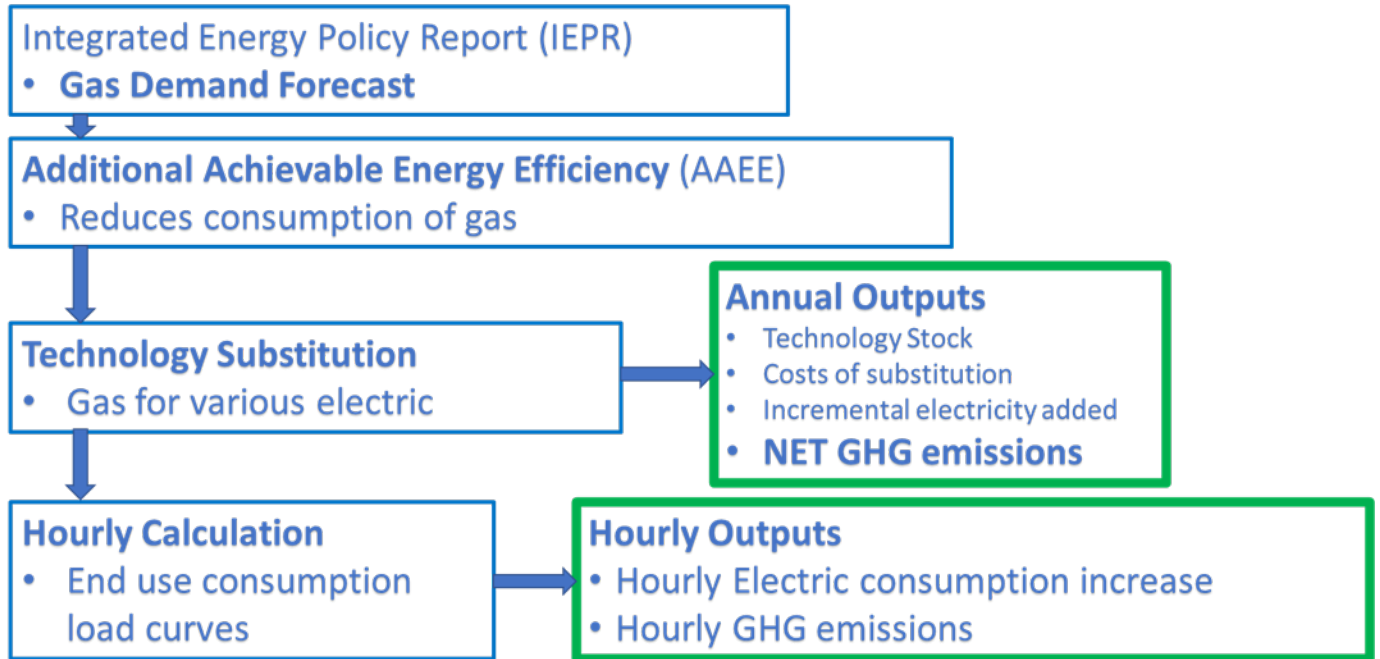 Integrated Energy Policy Report (IEPR)
• Gas Demand Forecast
Additional Achievable Energy Efficiency (AAEE)
• Reduces consumption of gas
Technology Substitution
• Gas for various electric
Annual Outputs
• Technology Stock
• Costs of substitution
• Incremental electricity added
• NET GHG emissions
Hourly Calculation
• End use consumption
load curves
Hourly Outputs
• Hourly Electric consumption increase
• Hourly GHG emissions